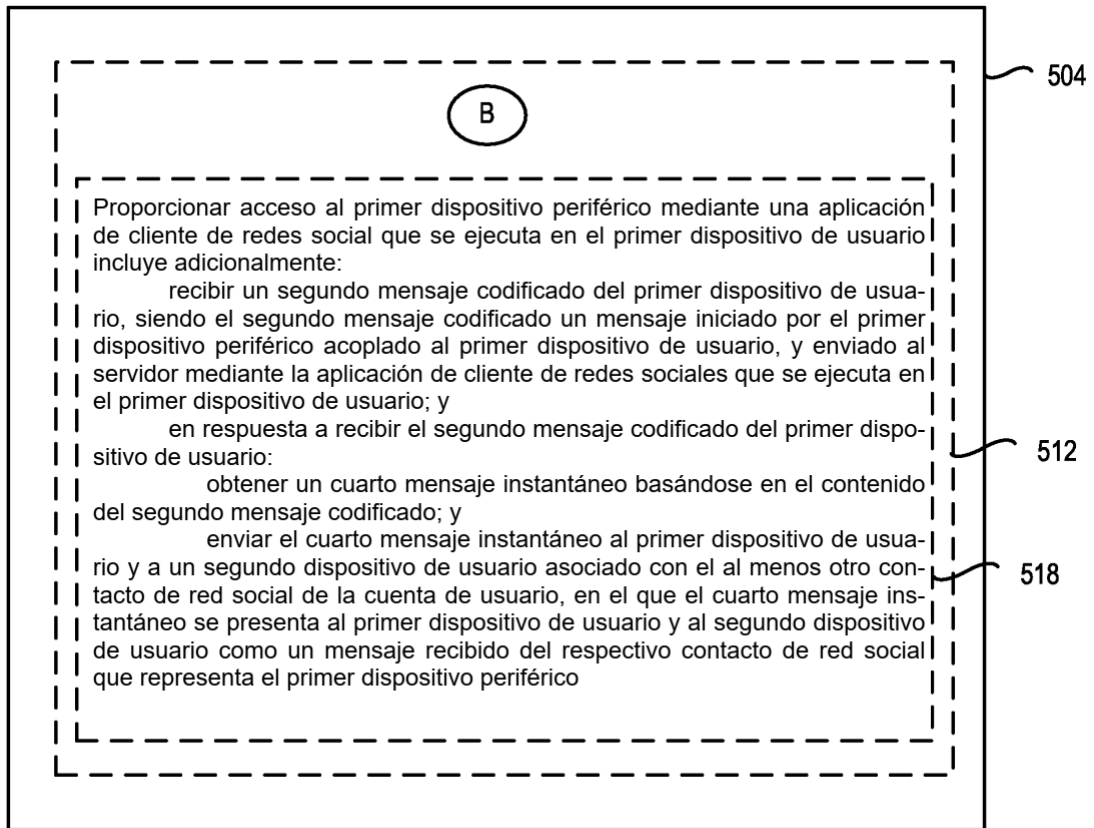 504
B
Proporcionar acceso al primer dispositivo periférico mediante una aplicación
de cliente de redes social que se ejecuta en el primer dispositivo de usuario
incluye adicionalmente:
recibir un segundo mensaje codificado del primer dispositivo de usua-
rio, siendo el segundo mensaje codificado un mensaje iniciado por el primer
dispositivo periférico acoplado al primer dispositivo de usuario, y enviado al
servidor mediante la aplicación de cliente de redes sociales que se ejecuta en
el primer dispositivo de usuario; y
en respuesta a recibir el segundo mensaje codificado del primer dispo-
sitivo de usuario:
512
obtener un cuarto mensaje instantáneo basándose en el contenido
del segundo mensaje codificado; y
enviar el cuarto mensaje instantáneo al primer dispositivo de usua-
rio y a un segundo dispositivo de usuario asociado con el al menos otro con-
518
tacto de red social de la cuenta de usuario, en el que el cuarto mensaje ins-
tantáneo se presenta al primer dispositivo de usuario y al segundo dispositivo
de usuario como un mensaje recibido del respectivo contacto de red social
que representa el primer dispositivo periférico